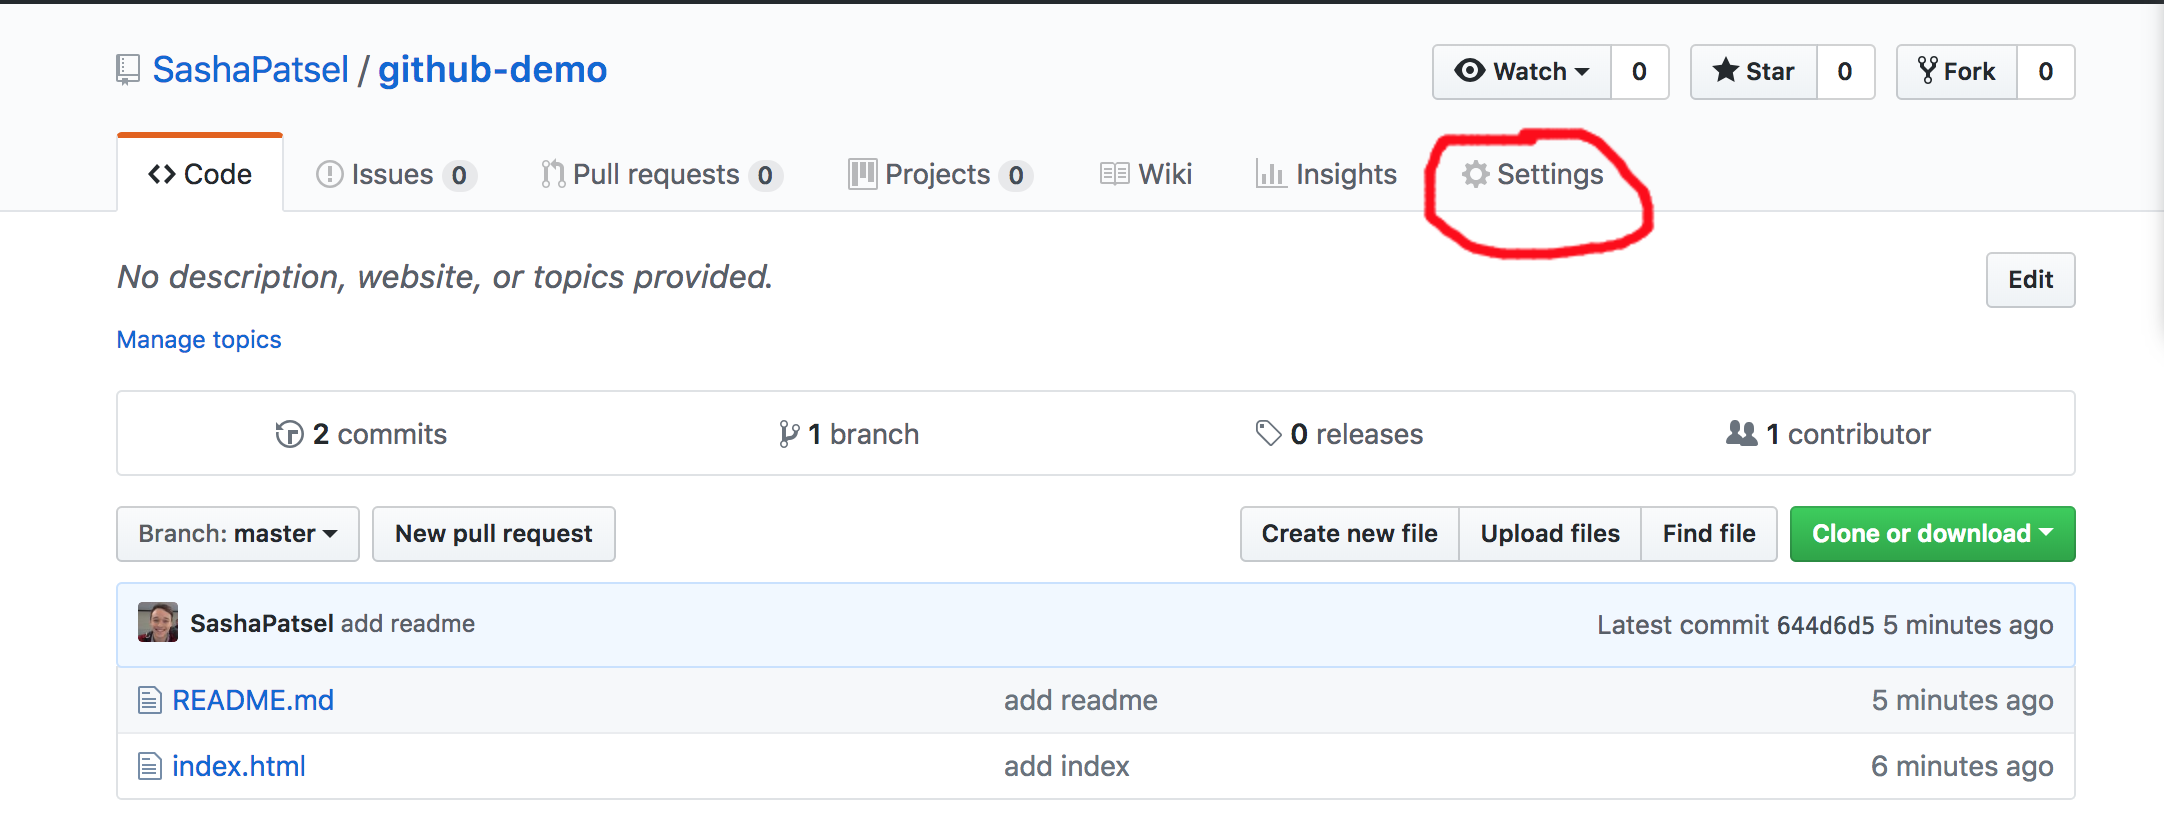 SashaPatsel / github-demo
Watch 0 Star 0 Fork 0
Code Issues 0 Pull requests 0 Projects 0 Wiki Insights Settings
No description, website, or topics provided.
Edit
Manage topics
2 commits 1 branch 0 releases 1 contributor
Branch: master New pull request Create new file Upload files Find file Clone or download
SashaPatsel add readme Latest commit 644d6d5 5 minutes ago
README.md add readme 5 minutes ago
index.html add index 6 minutes ago